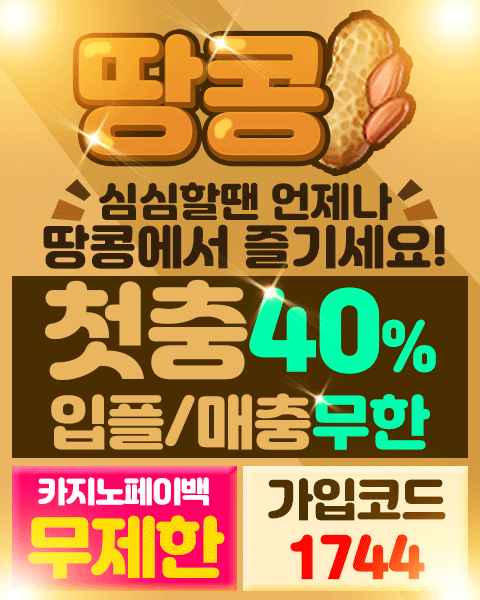 땅콩
심심할땐 언제나
땅콩에서 즐기세요!
첫충40%
입플/매충무한
카지노페이백
무제한
가입코드
1744